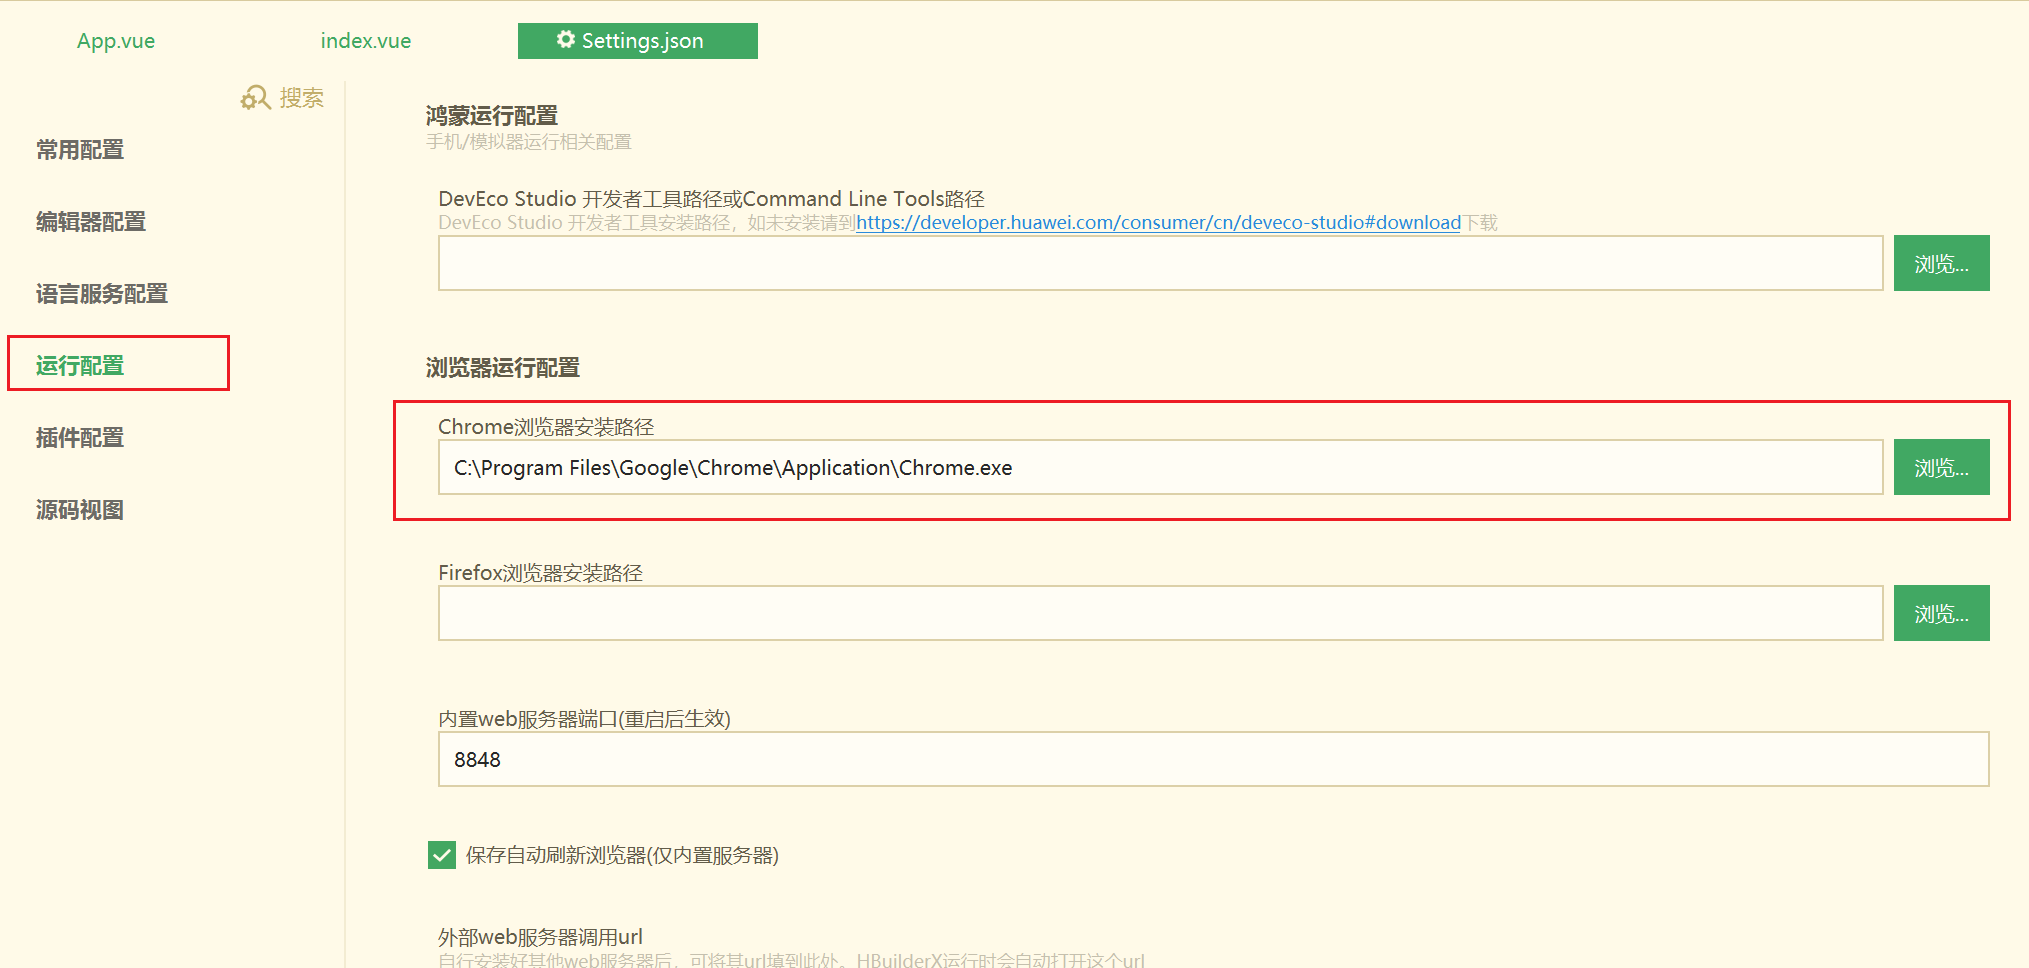 App.vue
index.vue
Settings.json
搜索
常用配置
编辑器配置
语言服务配置
运行配置
插件配置
源码视图
鸿蒙运行配置
手机/模拟器运行相关配置
DevEco Studio 开发者工具路径或Command Line Tools路径
DevEco Studio 开发者工具安装路径，如未安装请到https://developer.huawei.com/consumer/cn/deveco-studio#download下载
浏览...
浏览器运行配置
Chrome浏览器安装路径
C:\Program Files\Google\Chrome\Application\Chrome.exe
浏览...
Firefox浏览器安装路径
浏览...
内置web服务器端口(重启后生效)
8848
保存自动刷新浏览器(仅内置服务器)
外部web服务器调用url
自行安装好其他web服务器后，可将其url填到此处。HBuilderX运行时会自动打开这个url